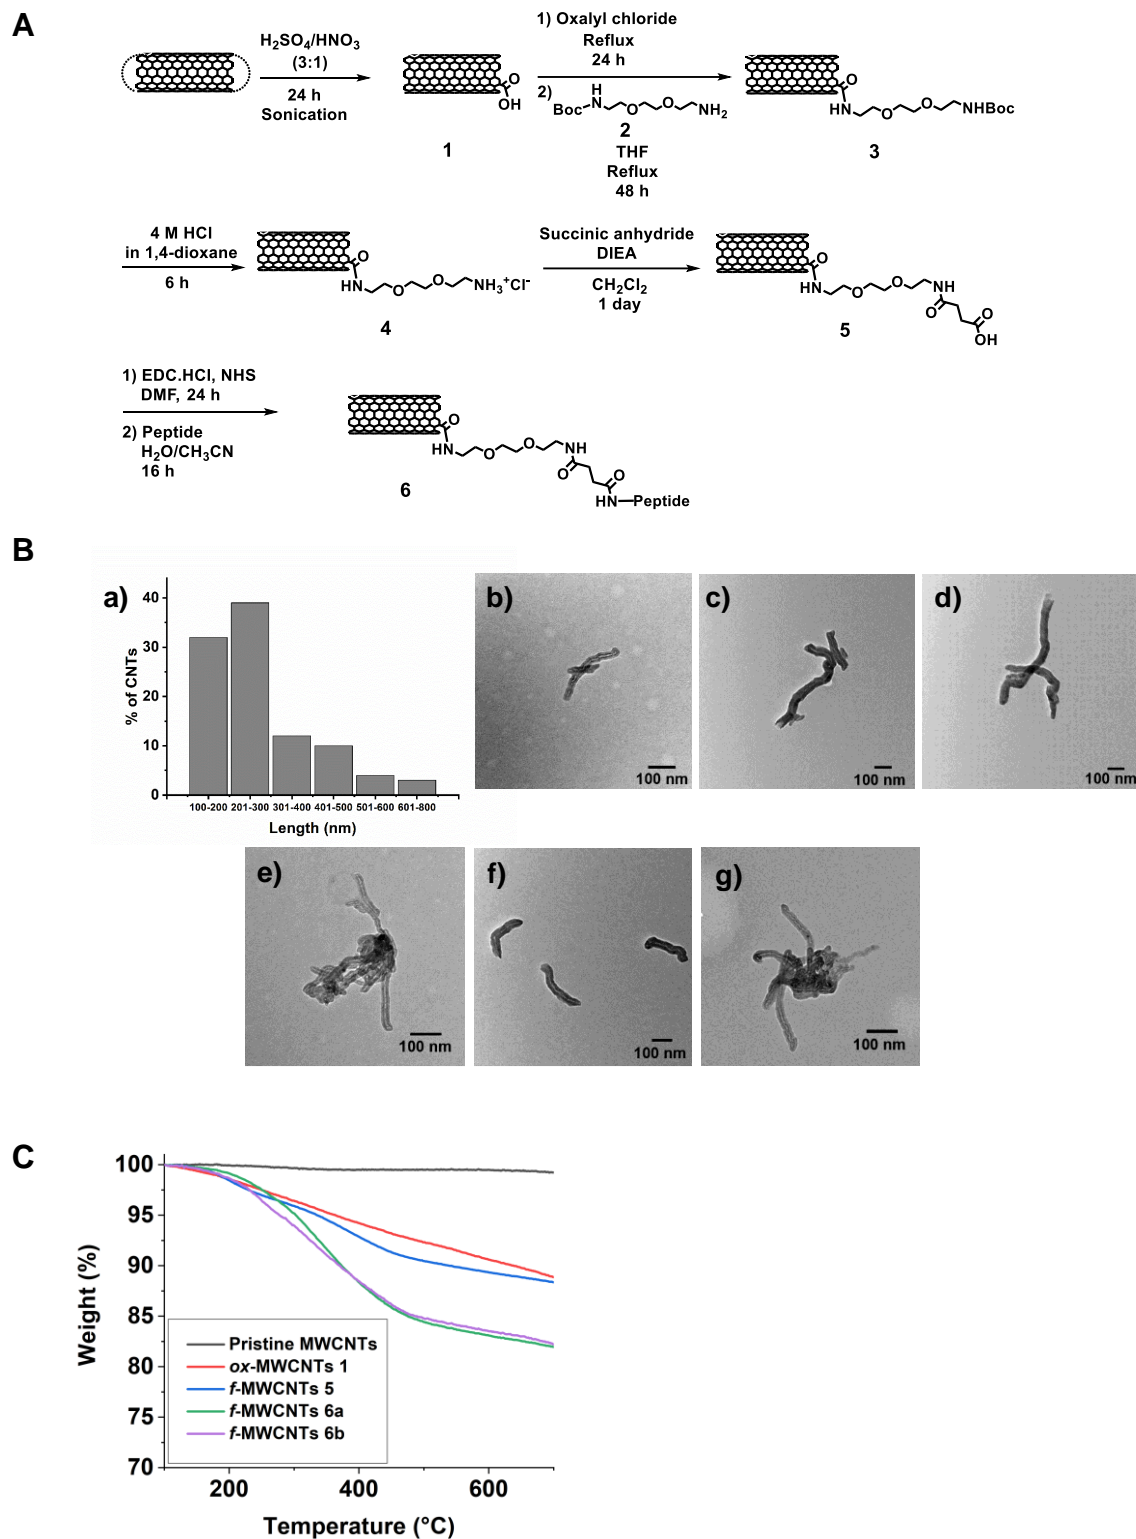 A
H₂SO₄/HNO₃
(3:1)
24 h
Sonication
O
OH
1
1) Oxalyl chloride
Reflux
24 h
2)
BocHN O O NH₂
2
THF
Reflux
48 h
O
HN O O NHBoc
3
4 M HCl
in 1,4-dioxane
6 h
O
HN O O NH₃⁺Cl⁻
4
Succinic anhydride
DIEA
CH₂Cl₂
1 day
O
HN O O NH
O O
OH
5
1) EDC.HCl, NHS
DMF, 24 h
2) Peptide
H₂O/CH₃CN
16 h
O
HN O O NH
O O
HN—Peptide
6
B
a)
% of CNTs
40
30
20
10
0
100-200 201-300 301-400 401-500 501-600 601-800
Length (nm)
b)
100 nm
c)
100 nm
d)
100 nm
e)
100 nm
f)
100 nm
g)
100 nm
C
Weight (%)
100
95
90
85
80
75
70
Pristine MWCNTs
ox-MWCNTs 1
f-MWCNTs 5
f-MWCNTs 6a
f-MWCNTs 6b
200 400 600
Temperature (°C)